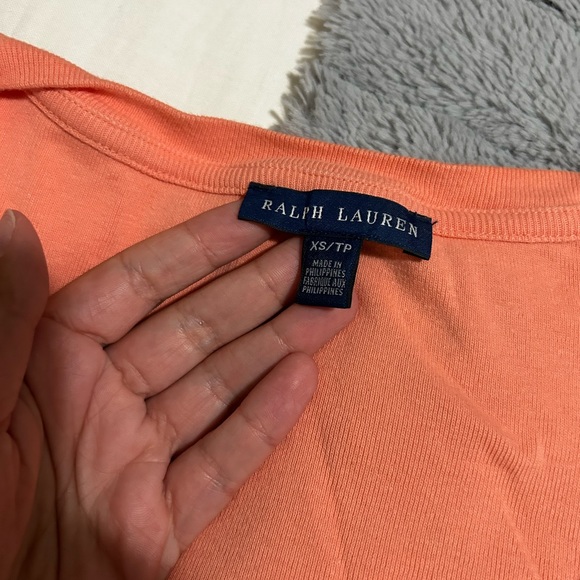 RALPH LAUREN
XS/TP
MADE IN
PHILIPPINES
FABRIQUÉ AUX
PHILIPPINES